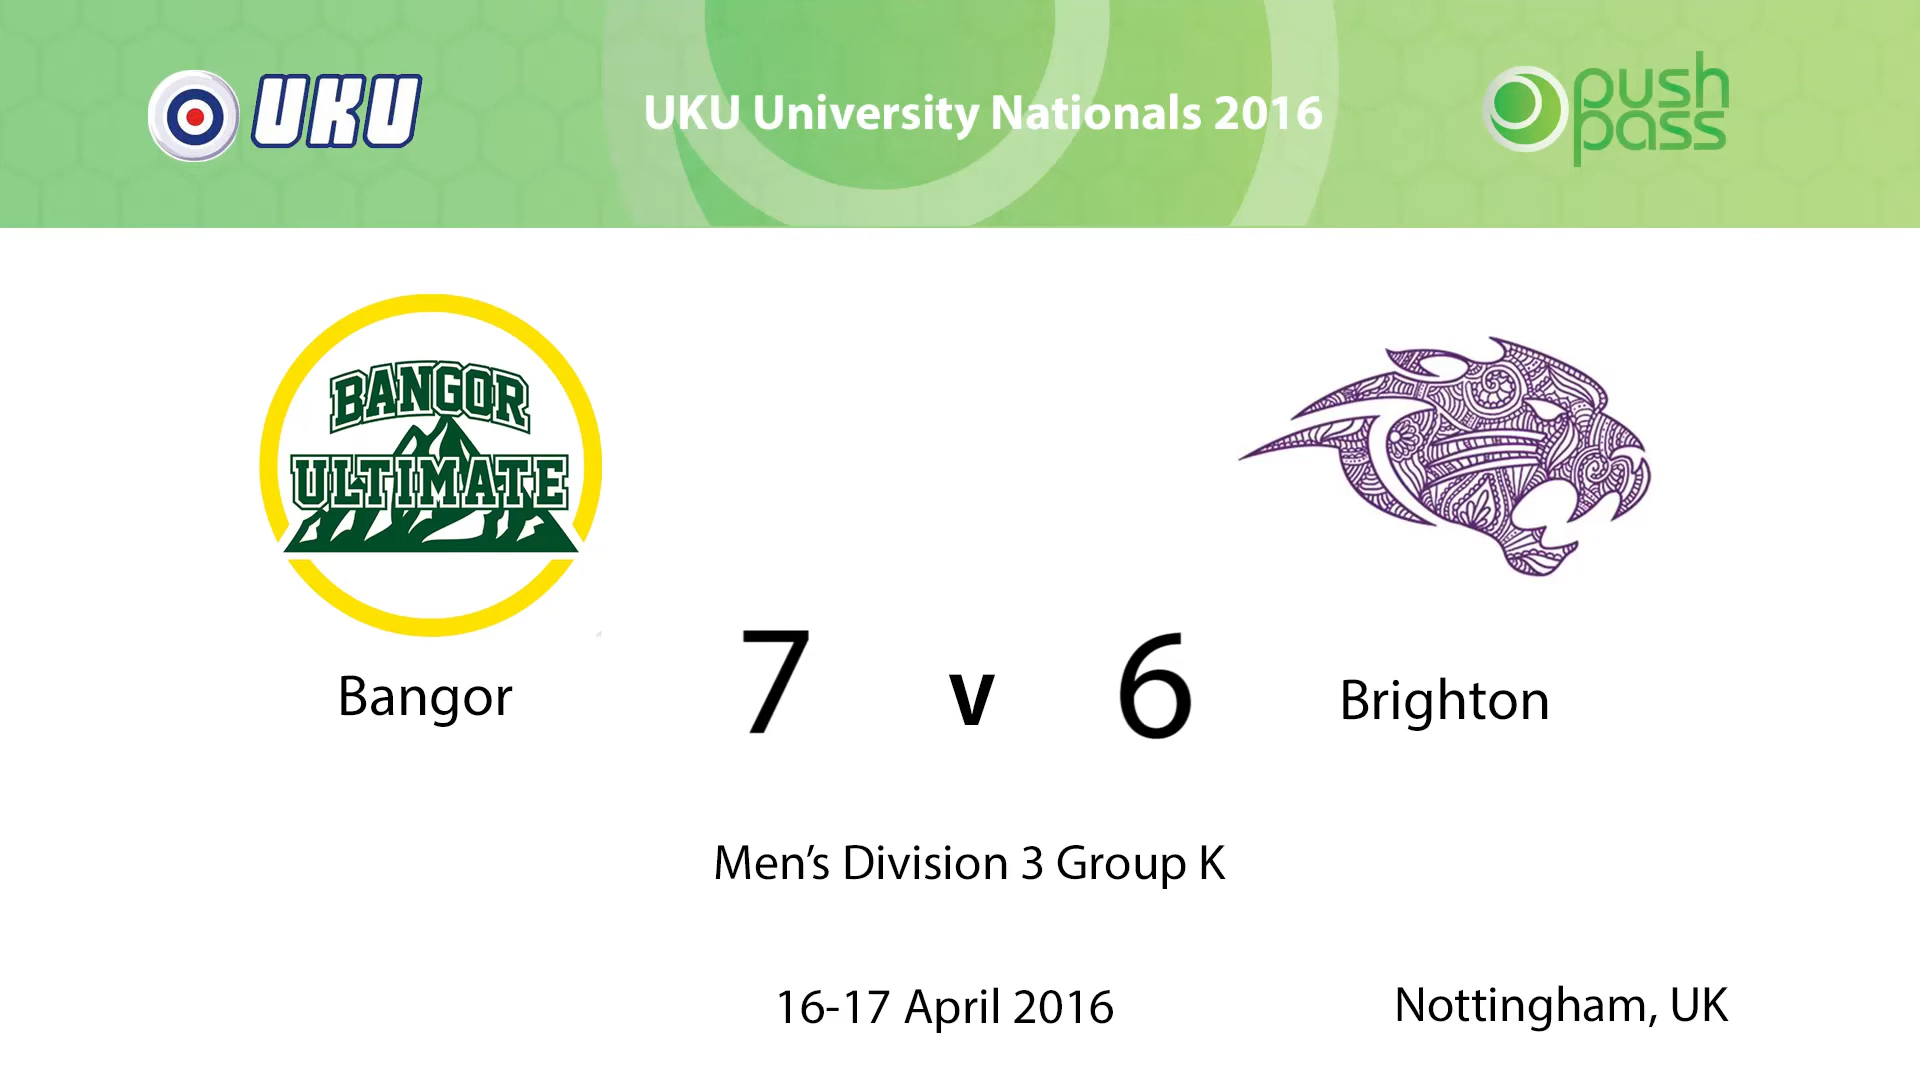 UKU
UKU University Nationals 2016
push
pass
BANGOR
ULTIMATE
7 v 6
Bangor
Brighton
Men’s Division 3 Group K
16-17 April 2016
Nottingham, UK